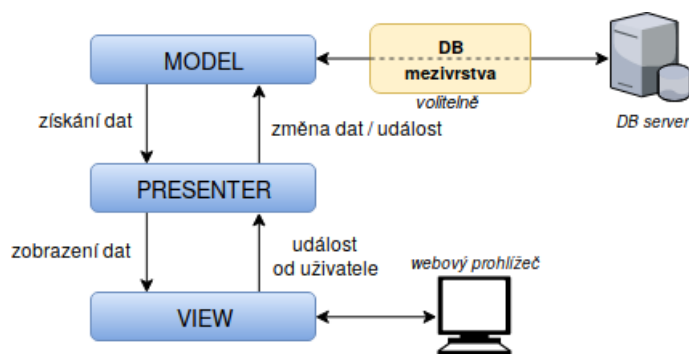 MODEL
DB
mezivrstva
volitelně
DB server
získání dat
změna dat / událost
PRESENTER
zobrazení dat
událost
od uživatele
webový prohlížeč
VIEW